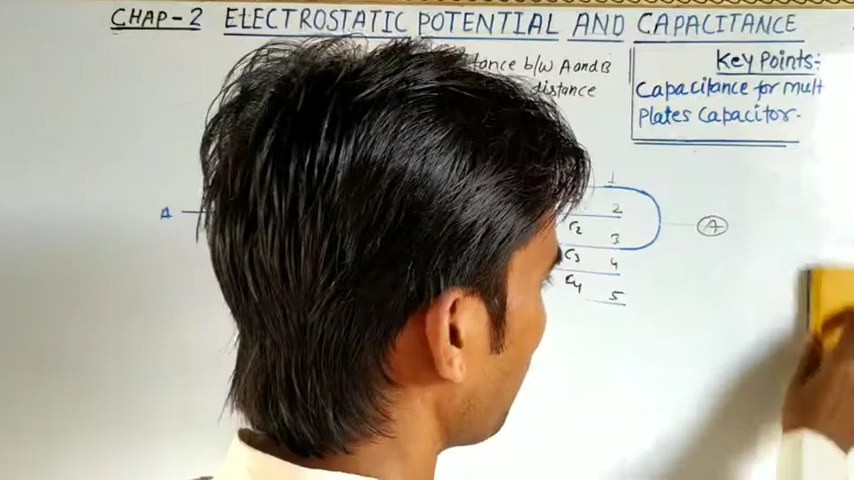 CHAP-2 ELECTROSTATIC POTENTIAL AND CAPACITANCE
tance b/w A and B
distance
Key Points:-
Capacitance for mult
Plates Capacitor.
1
A
2
C2
3
A
C3
4
C4
5